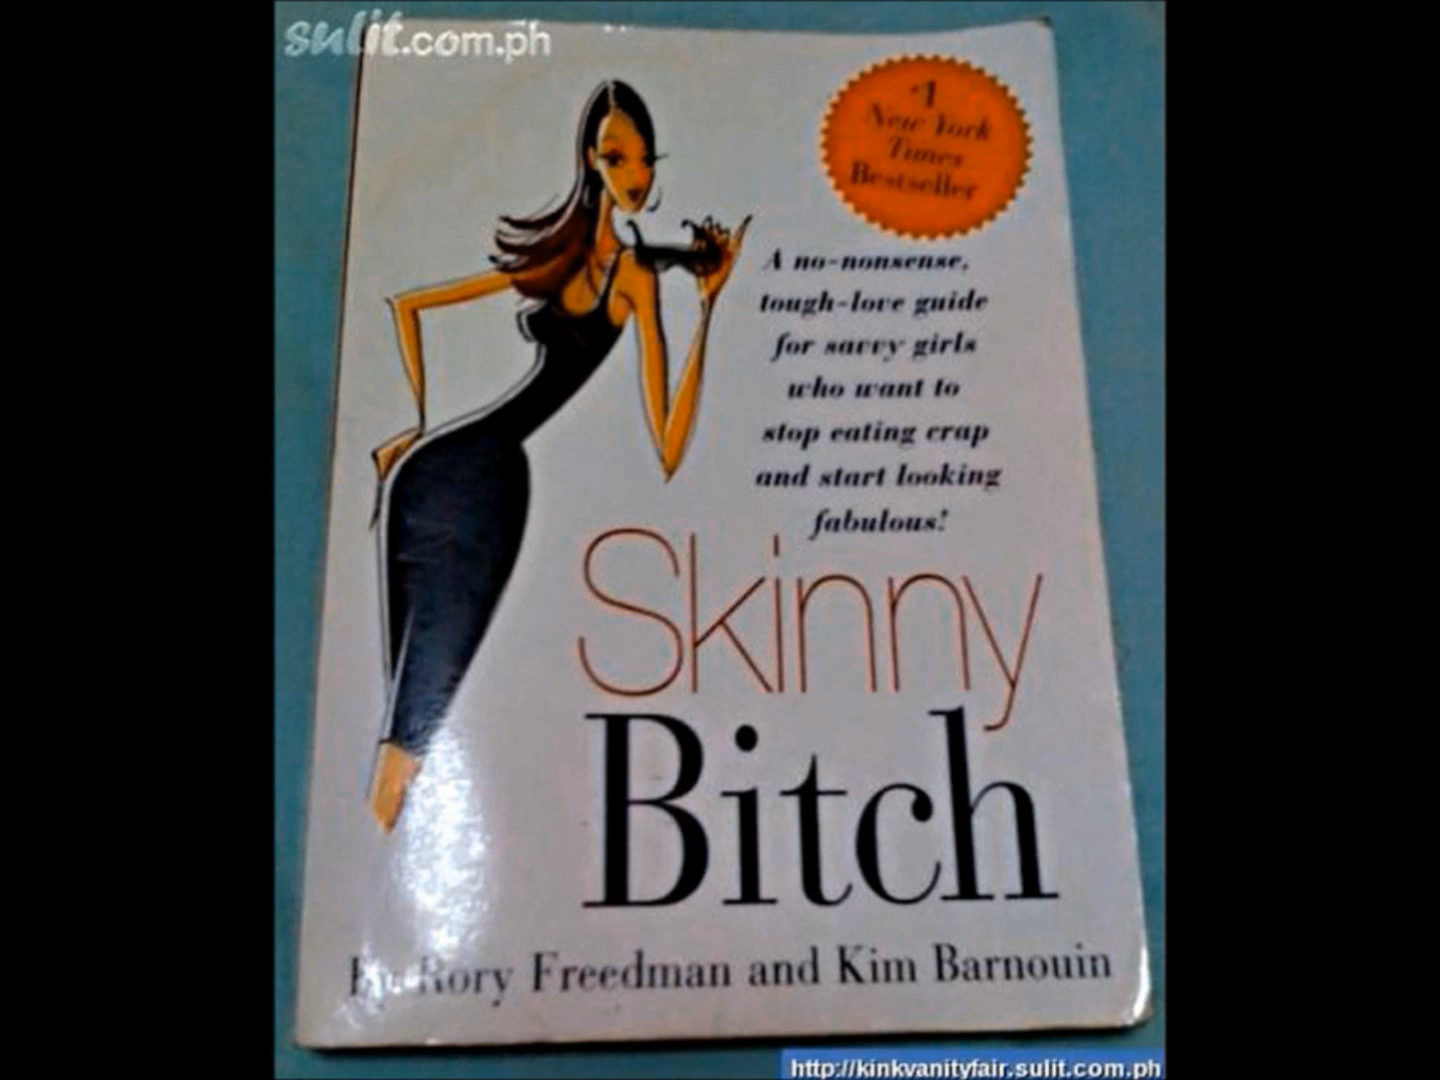 sulit.com.ph
#1
New York
Times
Bestseller
A no-nonsense,
tough-love guide
for savvy girls
who want to
stop eating crap
and start looking
fabulous!
Skinny
Bitch
By Rory Freedman and Kim Barnouin
http://kinkvanityfair.sulit.com.ph